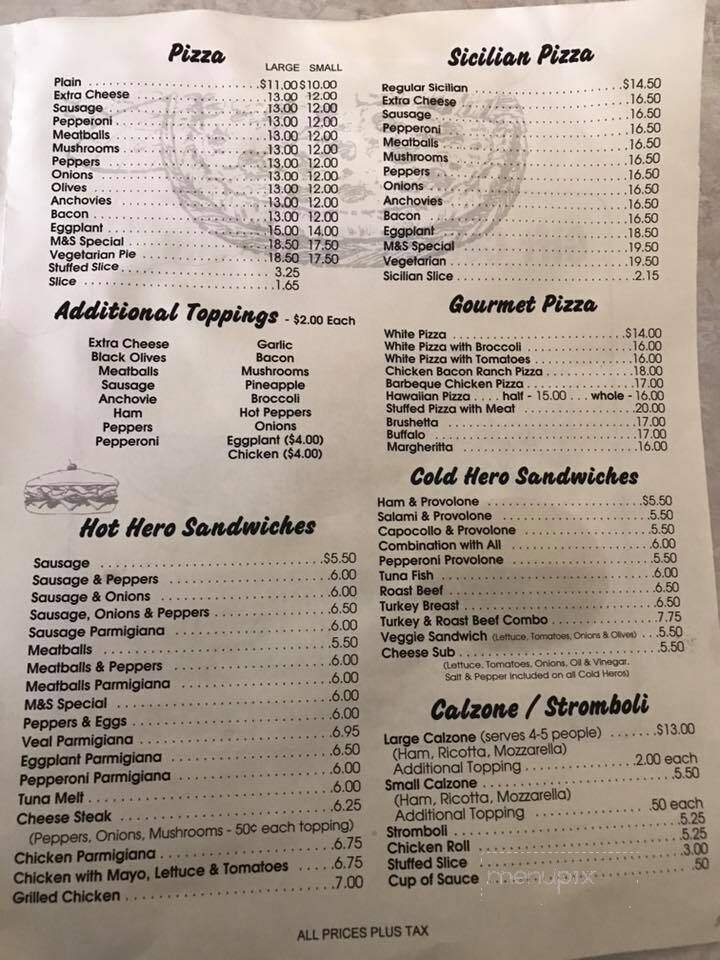 Pizza
LARGE SMALL
Plain $11.00 $10.00
Extra Cheese 13.00 12.00
Sausage 13.00 12.00
Pepperoni 13.00 12.00
Meatballs 13.00 12.00
Mushrooms 13.00 12.00
Peppers 13.00 12.00
Onions 13.00 12.00
Olives 13.00 12.00
Anchovies 13.00 12.00
Bacon 13.00 12.00
Eggplant 15.00 14.00
M&S Special 18.50 17.50
Vegetarian Pie 18.50 17.50
Stuffed Slice 3.25
Slice 1.65
Additional Toppings - $2.00 Each
Extra Cheese Garlic
Black Olives Bacon
Meatballs Mushrooms
Sausage Pineapple
Anchovie Broccoli
Ham Hot Peppers
Peppers Onions
Pepperoni Eggplant ($4.00)
Chicken ($4.00)
Hot Hero Sandwiches
Sausage $5.50
Sausage & Peppers 6.00
Sausage & Onions 6.00
Sausage, Onions & Peppers 6.50
Sausage Parmigiana 6.00
Meatballs 5.50
Meatballs & Peppers 6.00
Meatballs Parmigiana 6.00
M&S Special 6.00
Peppers & Eggs 6.00
Veal Parmigiana 6.95
Eggplant Parmigiana 6.50
Pepperoni Parmigiana 6.00
Tuna Melt 6.00
Cheese Steak 6.25
(Peppers, Onions, Mushrooms - 50¢ each topping)
Chicken Parmigiana 6.75
Chicken with Mayo, Lettuce & Tomatoes 6.75
Grilled Chicken 7.00
Sicilian Pizza
Regular Sicilian $14.50
Extra Cheese 16.50
Sausage 16.50
Pepperoni 16.50
Meatballs 16.50
Mushrooms 16.50
Peppers 16.50
Onions 16.50
Anchovies 16.50
Bacon 16.50
Eggplant 18.50
M&S Special 19.50
Vegetarian 19.50
Sicilian Slice 2.15
Gourmet Pizza
White Pizza $14.00
White Pizza with Broccoli 16.00
White Pizza with Tomatoes 16.00
Chicken Bacon Ranch Pizza 18.00
Barbeque Chicken Pizza 17.00
Hawaiian Pizza .... half - 15.00 ... whole - 16.00
Stuffed Pizza with Meat 20.00
Brushetta 17.00
Buffalo 17.00
Margheritta 16.00
Cold Hero Sandwiches
Ham & Provolone $5.50
Salami & Provolone 5.50
Capocollo & Provolone 5.50
Combination with All 6.00
Pepperoni Provolone 5.50
Tuna Fish 6.00
Roast Beef 6.50
Turkey Breast 6.50
Turkey & Roast Beef Combo 7.75
Veggie Sandwich (Lettuce, Tomatoes, Onions & Olives) 5.50
Cheese Sub 5.50
(Lettuce, Tomatoes, Onions, Oil & Vinegar,
Salt & Pepper included on all Cold Heros)
Calzone / Stromboli
Large Calzone (serves 4-5 people) $13.00
(Ham, Ricotta, Mozzarella)
Additional Topping 2.00 each
Small Calzone 5.50
(Ham, Ricotta, Mozzarella)
Additional Topping .50 each
Stromboli 5.25
Chicken Roll 5.25
Stuffed Slice 3.00
Cup of Sauce .50
menupix
ALL PRICES PLUS TAX